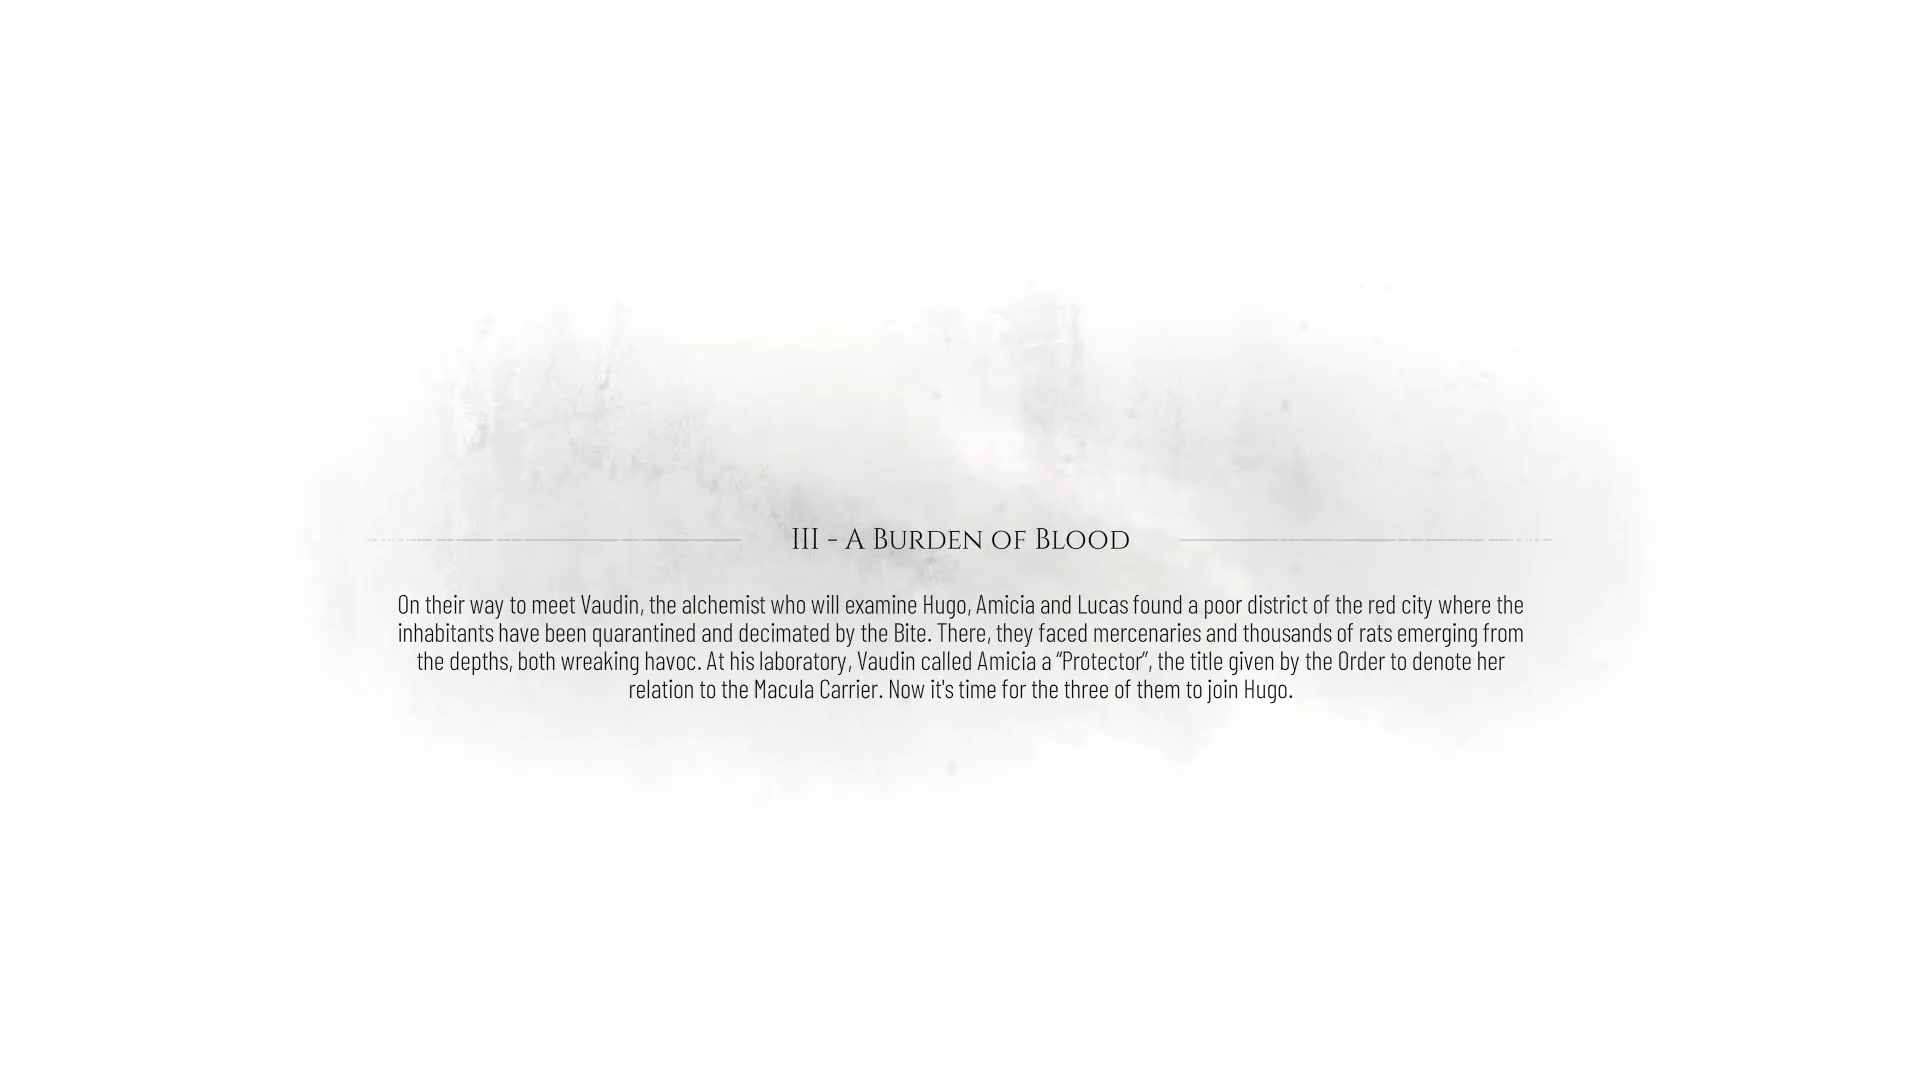 III - A Burden of Blood
On their way to meet Vaudin, the alchemist who will examine Hugo, Amicia and Lucas found a poor district of the red city where the
inhabitants have been quarantined and decimated by the Bite. There, they faced mercenaries and thousands of rats emerging from
the depths, both wreaking havoc. At his laboratory, Vaudin called Amicia a “Protector”, the title given by the Order to denote her
relation to the Macula Carrier. Now it's time for the three of them to join Hugo.